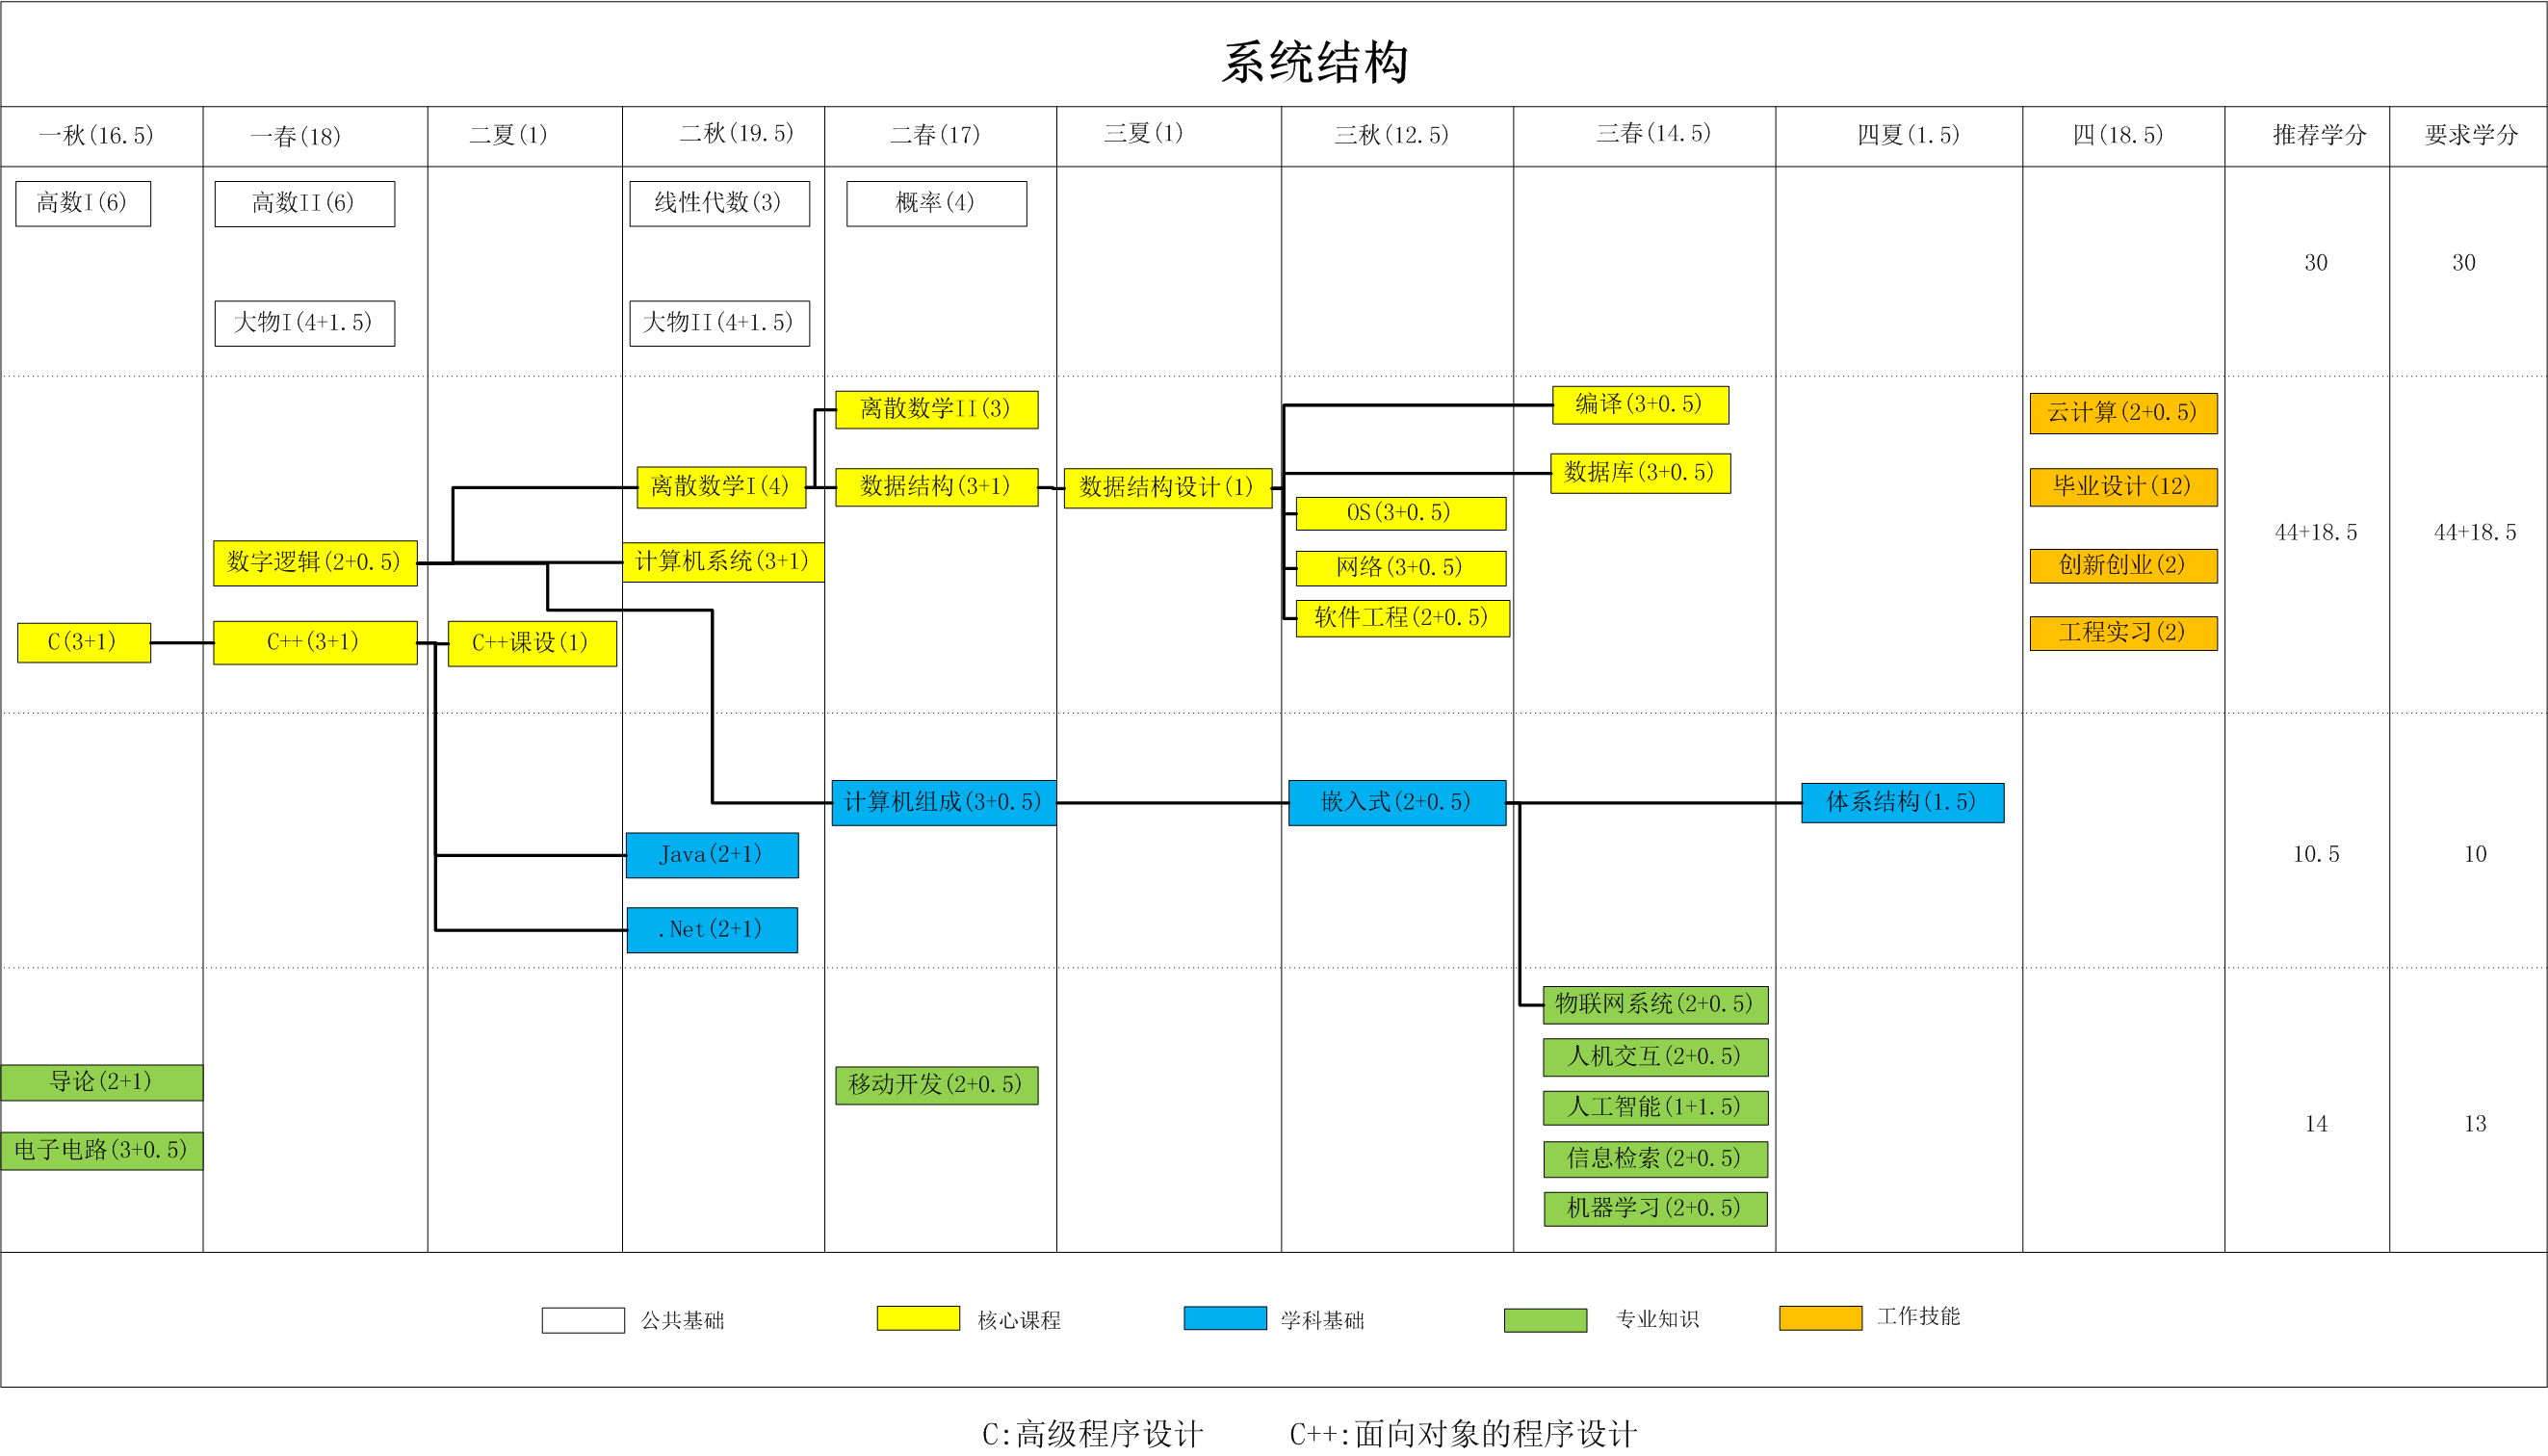 系统结构
一秋(16.5)
一春(18)
二夏(1)
二秋(19.5)
二春(17)
三夏(1)
三秋(12.5)
三春(14.5)
四夏(1.5)
四(18.5)
推荐学分
要求学分
高数I(6)
高数II(6)
线性代数(3)
概率(4)
30
30
大物I(4+1.5)
大物II(4+1.5)
离散数学II(3)
编译(3+0.5)
云计算(2+0.5)
离散数学I(4)
数据结构(3+1)
数据结构设计(1)
数据库(3+0.5)
毕业设计(12)
OS(3+0.5)
44+18.5
44+18.5
数字逻辑(2+0.5)
计算机系统(3+1)
网络(3+0.5)
创新创业(2)
软件工程(2+0.5)
工程实习(2)
C(3+1)
C++(3+1)
C++课设(1)
计算机组成(3+0.5)
嵌入式(2+0.5)
体系结构(1.5)
Java(2+1)
10.5
10
.Net(2+1)
物联网系统(2+0.5)
人机交互(2+0.5)
导论(2+1)
移动开发(2+0.5)
人工智能(1+1.5)
14
13
电子电路(3+0.5)
信息检索(2+0.5)
机器学习(2+0.5)
公共基础
核心课程
学科基础
专业知识
工作技能
C:高级程序设计
C++:面向对象的程序设计